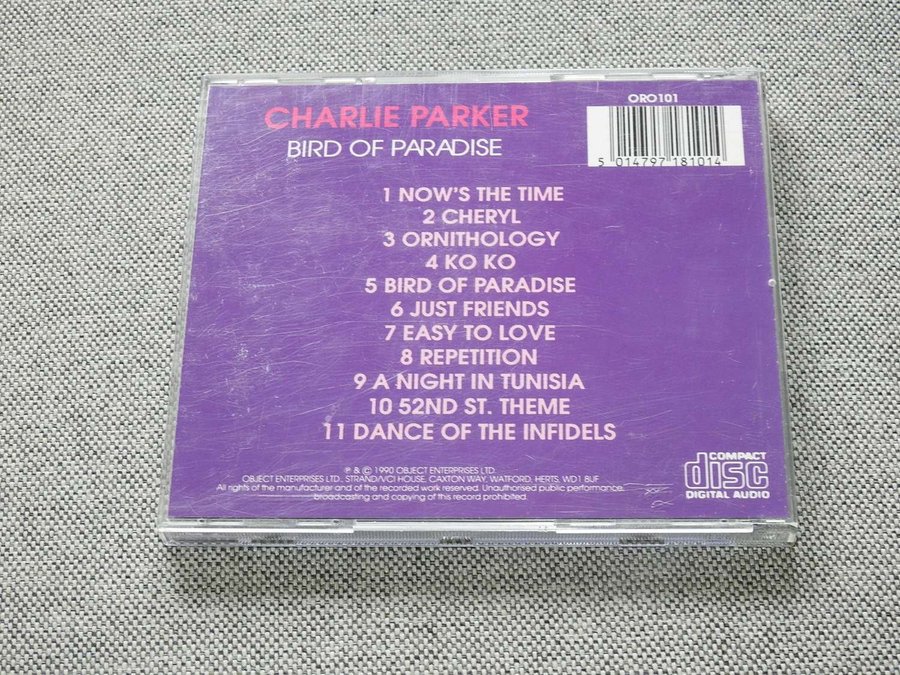 CHARLIE PARKER
BIRD OF PARADISE
ORO101
5 014797 181014
1 NOW'S THE TIME
2 CHERYL
3 ORNITHOLOGY
4 KO KO
5 BIRD OF PARADISE
6 JUST FRIENDS
7 EASY TO LOVE
8 REPETITION
9 A NIGHT IN TUNISIA
10 52ND ST. THEME
11 DANCE OF THE INFIDELS
℗ & © 1990 OBJECT ENTERPRISES LTD.
OBJECT ENTERPRISES LTD., STRAND/VCI HOUSE, CAXTON WAY, WATFORD, HERTS. WD1 8UF
All rights of the manufacturer and of the recorded work reserved. Unauthorised public performance,
broadcasting and copying of this record prohibited.
COMPACT
disc
DIGITAL AUDIO